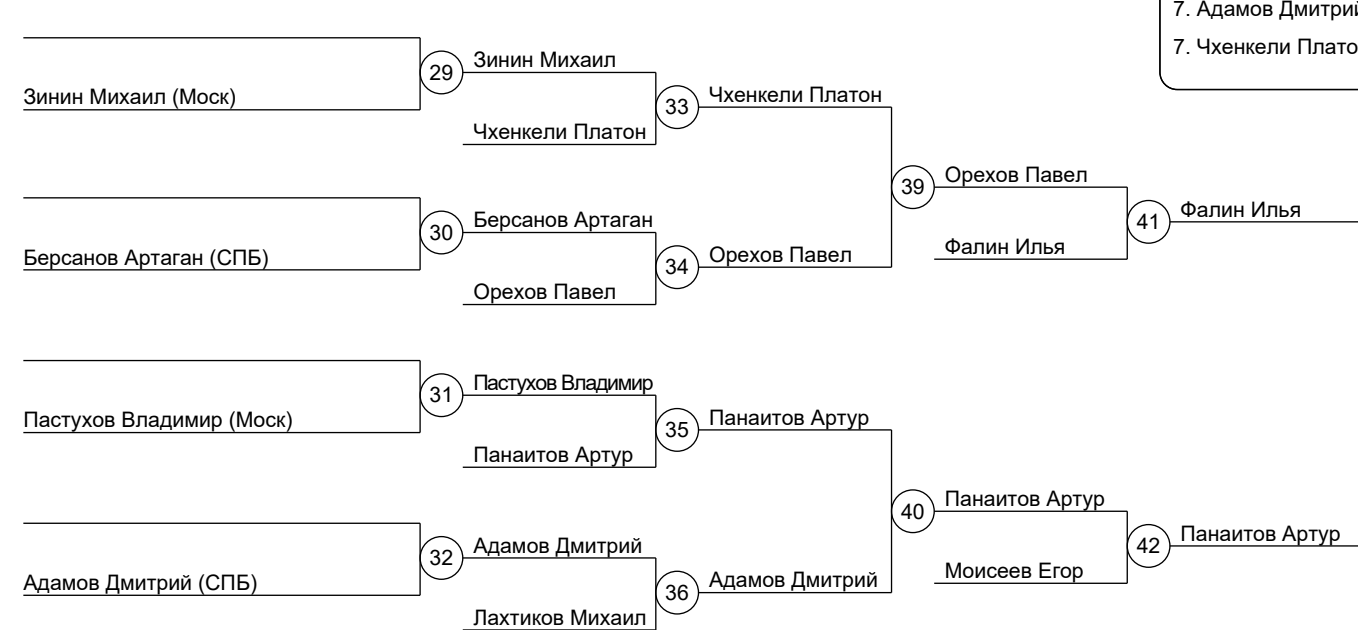 7. Адамов Дмитрий
7. Чхенкели Плато
29 Зинин Михаил
Зинин Михаил (Моск)
33 Чхенкели Платон
Чхенкели Платон
39 Орехов Павел
30 Берсанов Артаган
41 Фалин Илья
Фалин Илья
Берсанов Артаган (СПБ)
34 Орехов Павел
Орехов Павел
31 Пастухов Владимир
Пастухов Владимир (Моск)
35 Панаитов Артур
Панаитов Артур
40 Панаитов Артур
32 Адамов Дмитрий
42 Панаитов Артур
Моисеев Егор
Адамов Дмитрий (СПБ)
36 Адамов Дмитрий
Лахтиков Михаил